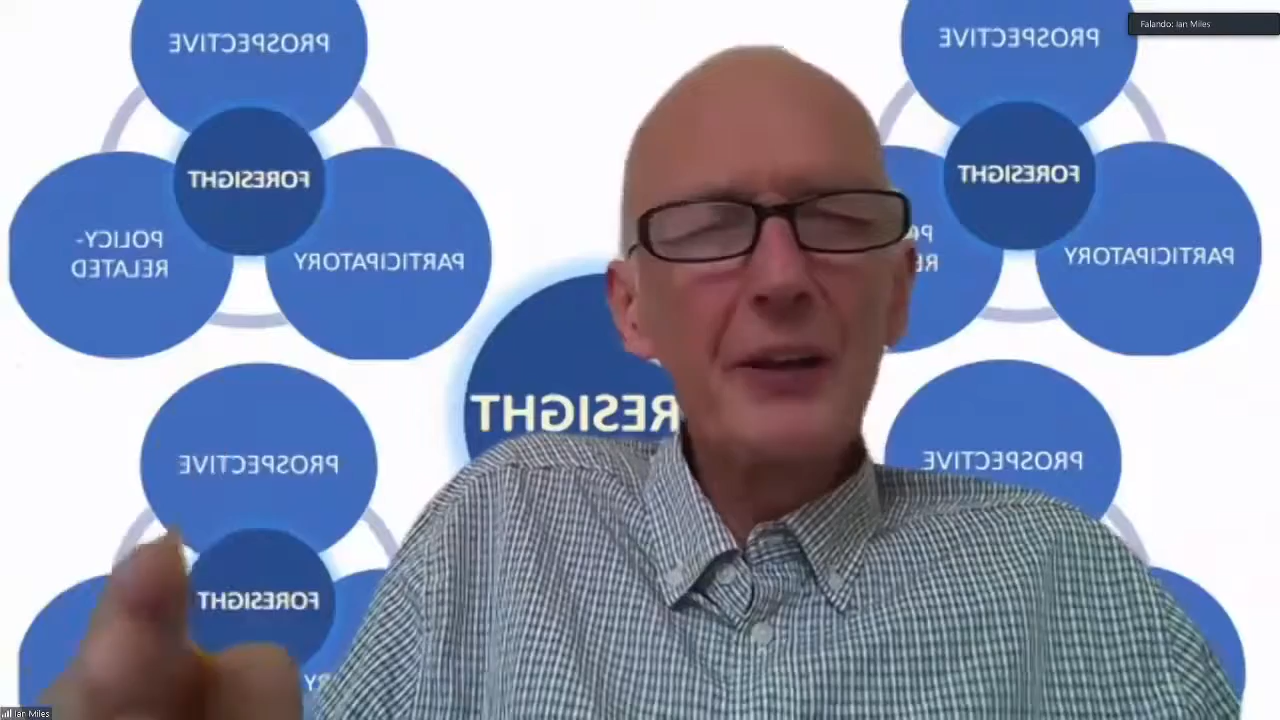 Falando: Ian Miles
PROSPECTIVE
FORESIGHT
POLICY-
RELATED
PARTICIPATORY
PROSPECTIVE
FORESIGHT
PARTICIPATORY
RESIGHT
PROSPECTIVE
FORESIGHT
PROSPECTIVE
Ian Miles